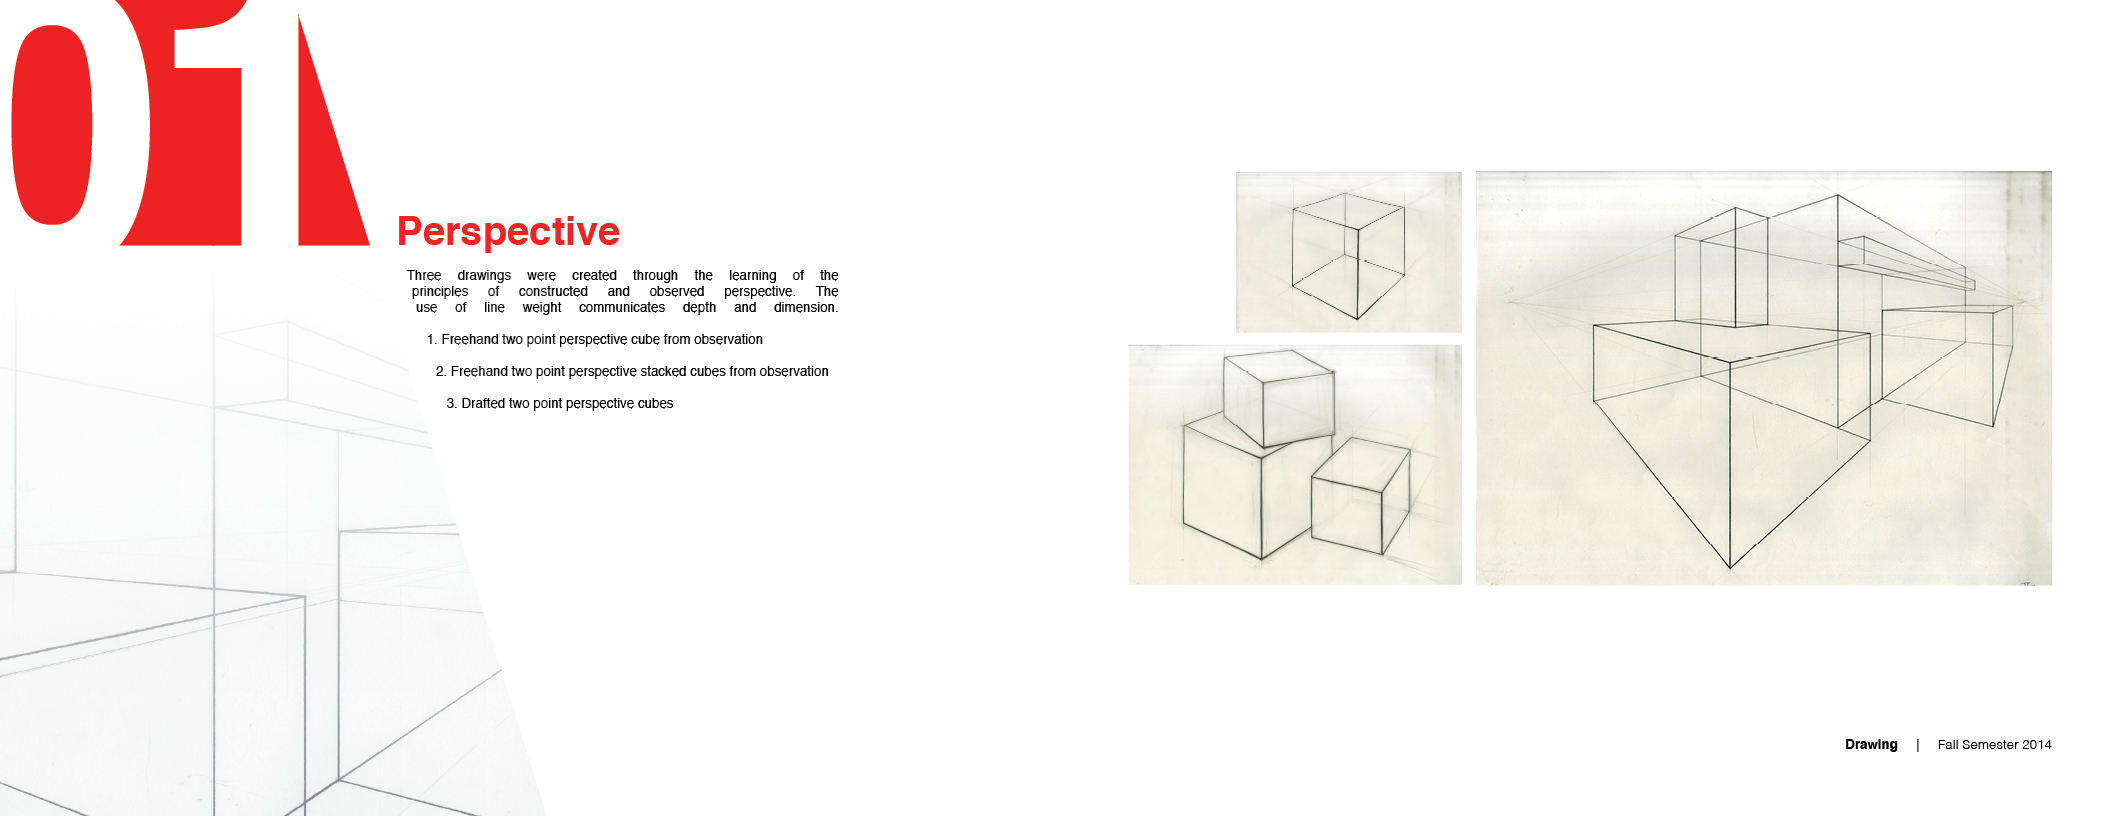 01
Perspective
Three drawings were created through the learning of the
principles of constructed and observed perspective. The
use of line weight communicates depth and dimension.
1. Freehand two point perspective cube from observation
2. Freehand two point perspective stacked cubes from observation
3. Drafted two point perspective cubes
Drawing | Fall Semester 2014